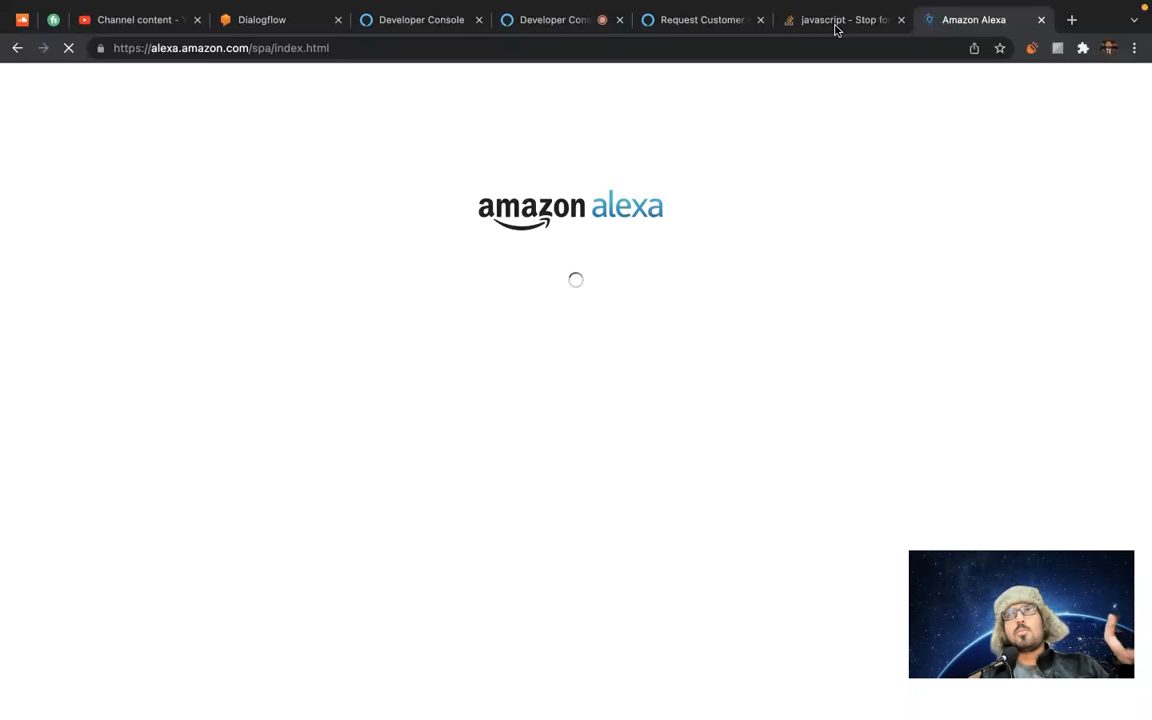 Channel content - Y
Dialogflow
Developer Console
Developer Con
Request Customer
javascript - Stop fo
Amazon Alexa
https://alexa.amazon.com/spa/index.html
amazon alexa